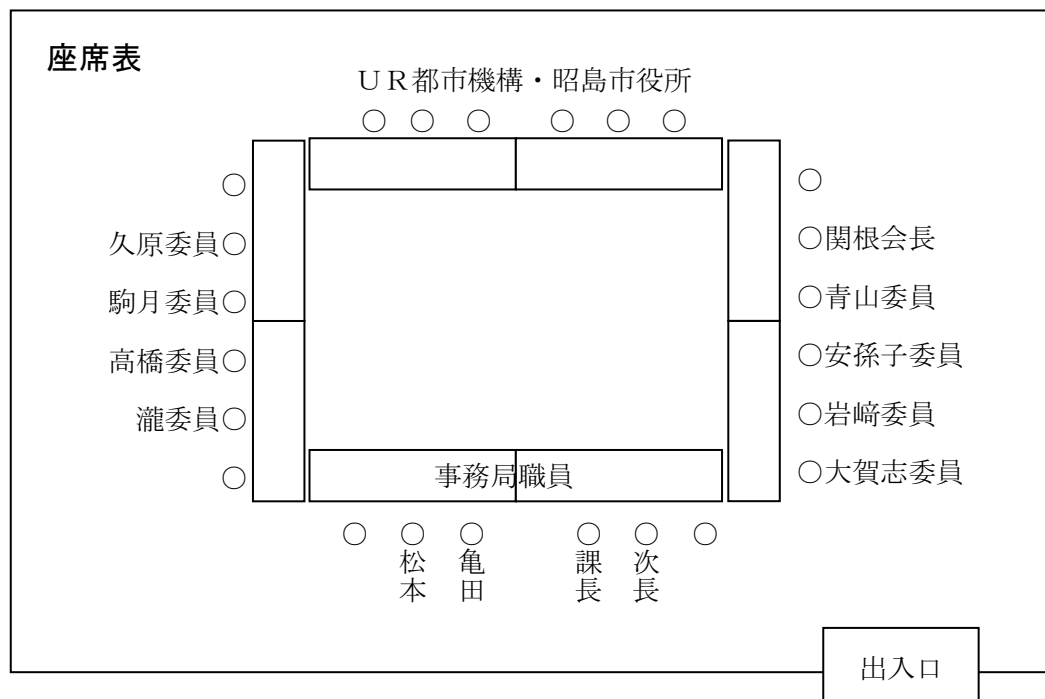 座席表
ＵＲ都市機構・昭島市役所
○ ○ ○ ○ ○ ○
○ ○
久原委員○ ○関根会長
駒月委員○ ○青山委員
高橋委員○ ○安孫子委員
瀧委員○ ○岩﨑委員
○ ○大賀志委員
事務局職員
○ ○ ○ ○ ○ ○
松本 亀田 課長 次長
出入口